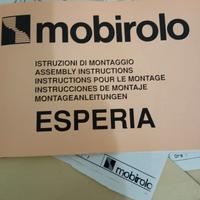 mobirolo
ISTRUZIONI DI MONTAGGIO
ASSEMBLY INSTRUCTIONS
INSTRUCTIONS POUR LE MONTAGE
INSTRUCCIONES DE MONTAJE
MONTAGEANLEITUNGEN
ESPERIA
mobirolo